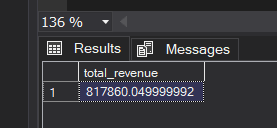 136 %
Results Messages
total_revenue
1 817860.049999992